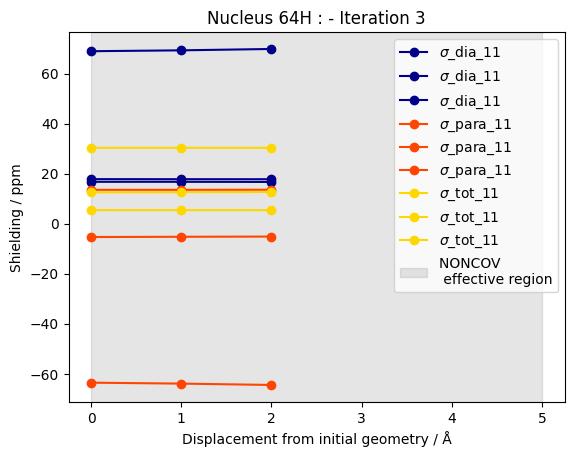 Nucleus 64H : - Iteration 3
Shielding / ppm
60
40
20
0
−20
−40
−60
σ_dia_11
σ_dia_11
σ_dia_11
σ_para_11
σ_para_11
σ_para_11
σ_tot_11
σ_tot_11
σ_tot_11
NONCOV
effective region
0 1 2 3 4 5
Displacement from initial geometry / Å